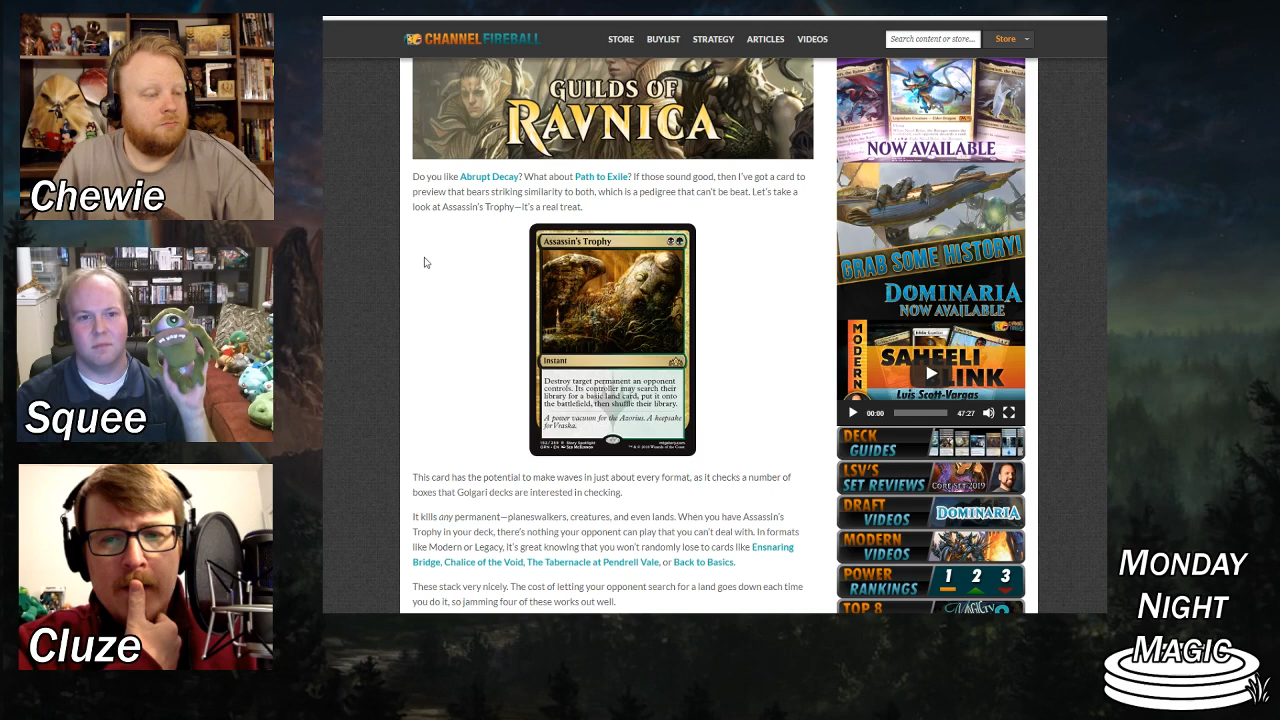 Chewie
Squee
Cluze
CHANNELFIREBALL
STORE BUYLIST STRATEGY ARTICLES VIDEOS
Search content or store....
Store
GUILDS OF
RAVNICA
Do you like Abrupt Decay? What about Path to Exile? If those sound good, then I've got a card to
preview that bears striking similarity to both, which is a pedigree that can't be beat. Let's take a
look at Assassin's Trophy—it's a real treat.
Assassin's Trophy
Instant
Destroy target permanent an opponent
controls. Its controller may search their
library for a basic land card, put it onto
the battlefield, then shuffle their library.
A power vacuum for the Azorius. A keepsake
for Vraska.
This card has the potential to make waves in just about every format, as it checks a number of
boxes that Golgari decks are interested in checking.
It kills any permanent—planeswalkers, creatures, and even lands. When you have Assassin's
Trophy in your deck, there's nothing your opponent can play that you can't deal with. In formats
like Modern or Legacy, it's great knowing that you won't randomly lose to cards like Ensnaring
Bridge, Chalice of the Void, The Tabernacle at Pendrell Vale, or Back to Basics.
These stack very nicely. The cost of letting your opponent search for a land goes down each time
you do it, so jamming four of these works out well.
NOW AVAILABLE
GRAB SOME HISTORY!
DOMINARIA
NOW AVAILABLE
MODERN
SAHEELI
LINK
Luis Scott-Vargas
00:00
47:27
DECK
GUIDES
LSV'S
SET REVIEWS
CORE SET 2019
DRAFT
VIDEOS
DOMINARIA
MODERN
VIDEOS
POWER
RANKINGS
1 2 3
TOP 8
MONDAY
NIGHT
MAGIC